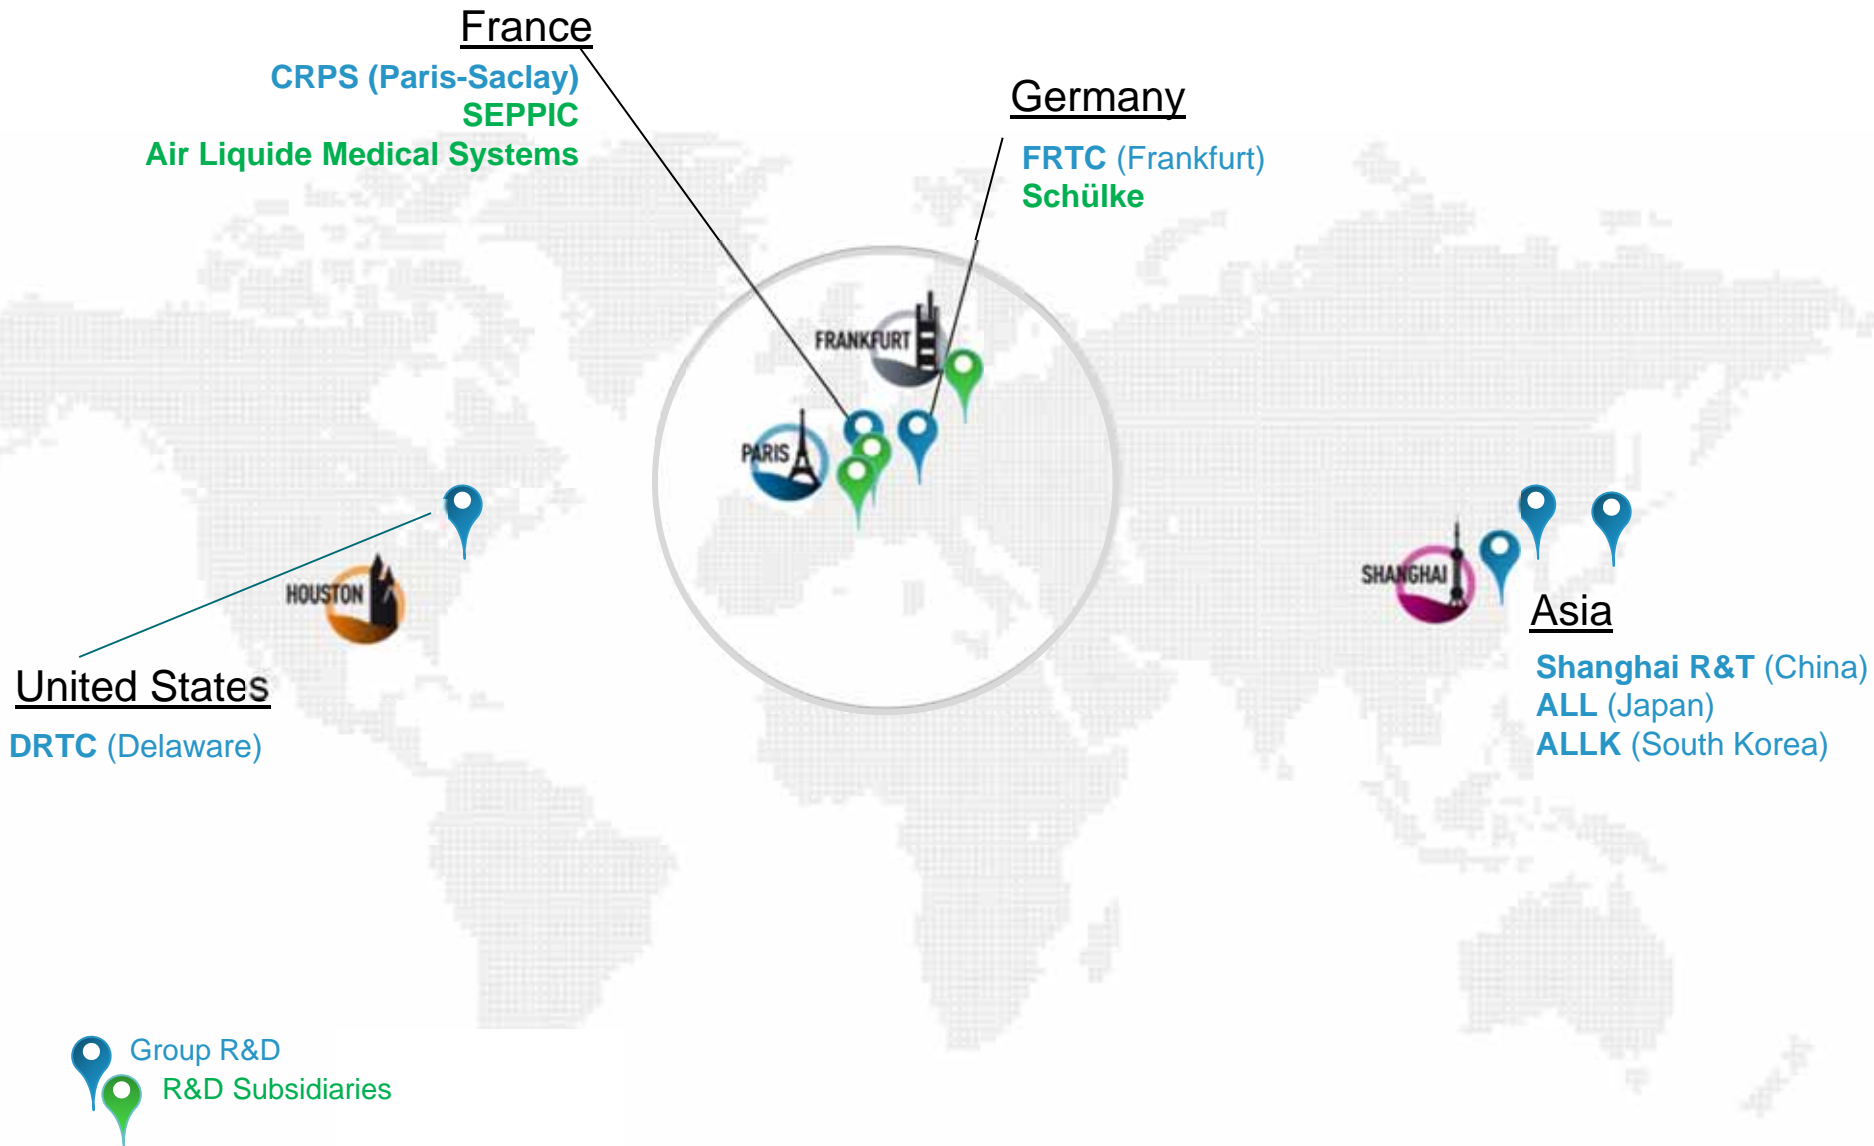 France
CRPS (Paris-Saclay)
SEPPIC
Air Liquide Medical Systems
Germany
FRTC (Frankfurt)
Schülke
FRANKFURT
PARIS
HOUSTON
SHANGHAI
United States
DRTC (Delaware)
Asia
Shanghai R&T (China)
ALL (Japan)
ALLK (South Korea)
Group R&D
R&D Subsidiaries